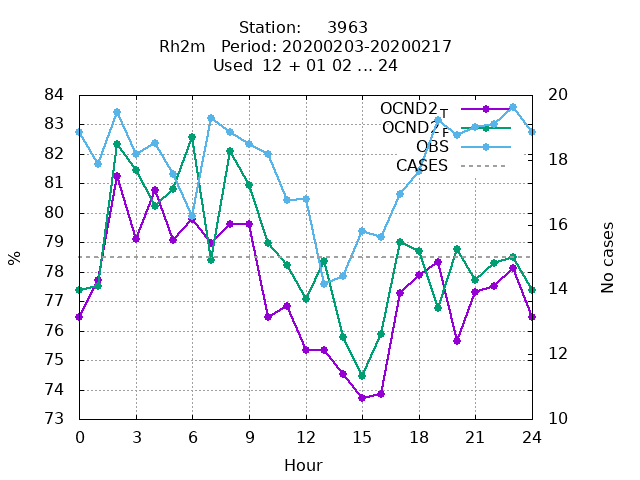 Station: 3963
Rh2m Period: 20200203-20200217
Used 12 + 01 02 ... 24
84
83
82
81
80
79
78
77
76
75
74
73
20
18
16
14
12
10
OCND2T
OCND2F
OBS
CASES
%
No cases
0 3 6 9 12 15 18 21 24
Hour